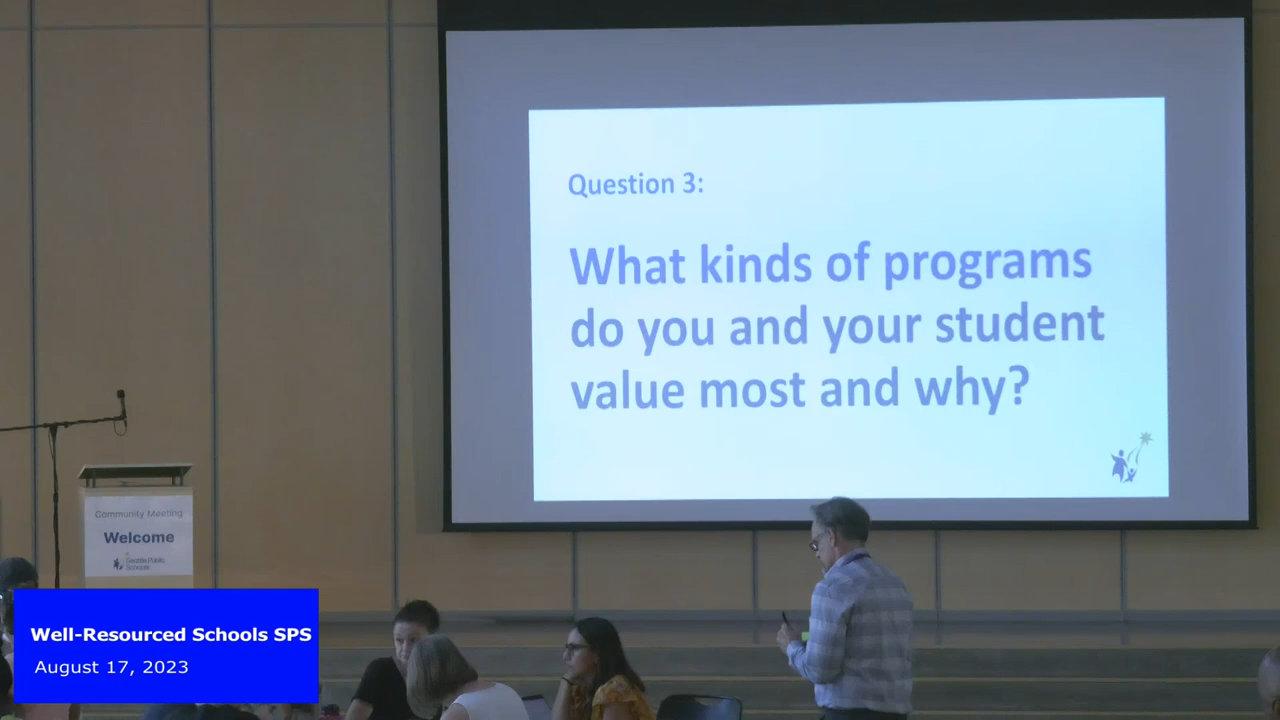 Question 3:
What kinds of programs
do you and your student
value most and why?
Community Meeting
Welcome
Seattle Public
Schools
Well-Resourced Schools SPS
August 17, 2023